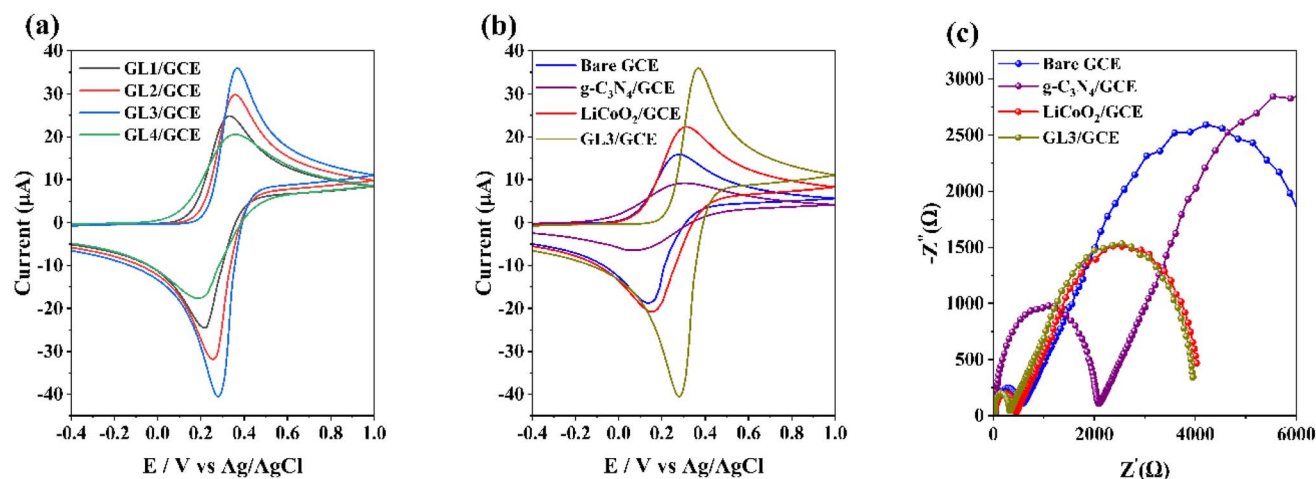 (a)
40
30
20
10
0
-10
-20
-30
-40
Current (µA)
GL1/GCE
GL2/GCE
GL3/GCE
GL4/GCE
-0.4 -0.2 0.0 0.2 0.4 0.6 0.8 1.0
E / V vs Ag/AgCl
(b)
40
30
20
10
0
-10
-20
-30
-40
Current (µA)
Bare GCE
g-C₃N₄/GCE
LiCoO₂/GCE
GL3/GCE
-0.4 -0.2 0.0 0.2 0.4 0.6 0.8 1.0
E / V vs Ag/AgCl
(c)
3000
2500
2000
1500
1000
500
0
-Z"(Ω)
Bare GCE
g-C₃N₄/GCE
LiCoO₂/GCE
GL3/GCE
0 2000 4000 6000
Z'(Ω)